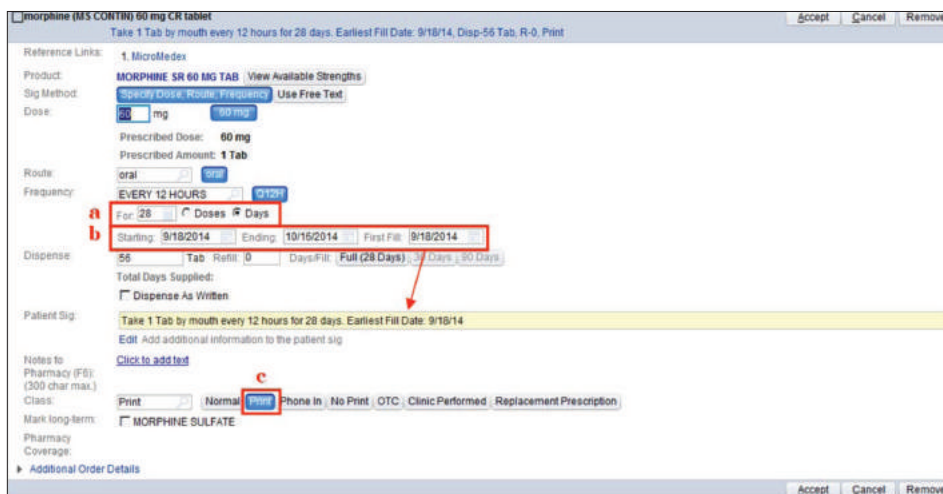 morphine (MS CONTIN) 60 mg CR tablet Accept Cancel Remove
Take 1 Tab by mouth every 12 hours for 28 days. Earliest Fill Date: 9/18/14, Disp-56 Tab, R-0, Print
Reference Links: 1. MicroMedex
Product: MORPHINE SR 60 MG TAB View Available Strengths
Sig Method: Specify Dose, Route, Frequency Use Free Text
Dose: 60 mg 60 mg
Prescribed Dose: 60 mg
Prescribed Amount: 1 Tab
Route: oral oral
Frequency: EVERY 12 HOURS Q12H
a For: 28 Doses Days
b Starting: 9/18/2014 Ending: 10/16/2014 First Fill: 9/18/2014
Dispense: 56 Tab Refill: 0 Days/Fill: Full (28 Days) 30 Days 90 Days
Total Days Supplied:
Dispense As Written
Patient Sig: Take 1 Tab by mouth every 12 hours for 28 days. Earliest Fill Date: 9/18/14
Edit Add additional information to the patient sig
Notes to Click to add text
Pharmacy (F6):
(300 char max.) c
Class: Print Normal Print Phone In No Print OTC Clinic Performed Replacement Prescription
Mark long-term: MORPHINE SULFATE
Pharmacy
Coverage:
Additional Order Details
Accept Cancel Remove